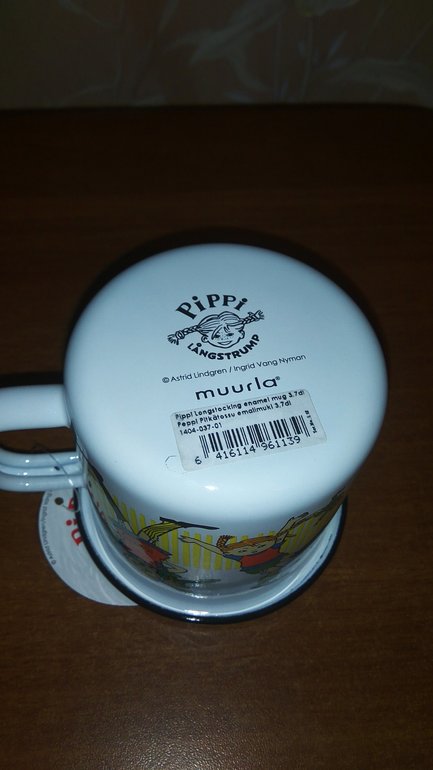 PiPPi
LÅNGSTRUMP
© Astrid Lindgren / Ingrid Vang Nyman
muurla®
Pippi Longstocking enamel mug 3,7dl
Peppi Pitkätossu emalimuki 3,7dl
1404-037-01
6 416114 961139